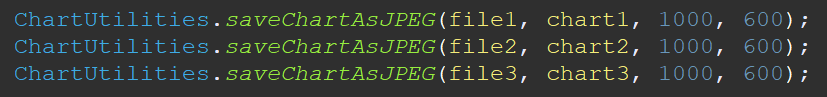 ChartUtilities.saveChartAsJPEG(file1, chart1, 1000, 600);
ChartUtilities.saveChartAsJPEG(file2, chart2, 1000, 600);
ChartUtilities.saveChartAsJPEG(file3, chart3, 1000, 600);